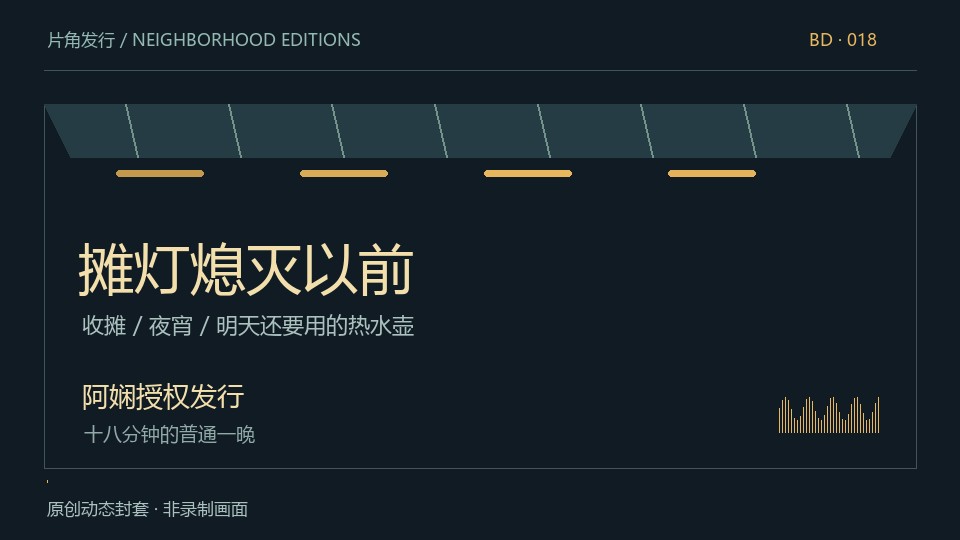 片角发行 / NEIGHBORHOOD EDITIONS
BD · 018
摊灯熄灭以前
收摊 / 夜宵 / 明天还要用的热水壶
阿娴授权发行
十八分钟的普通一晚
原创动态封套 · 非录制画面